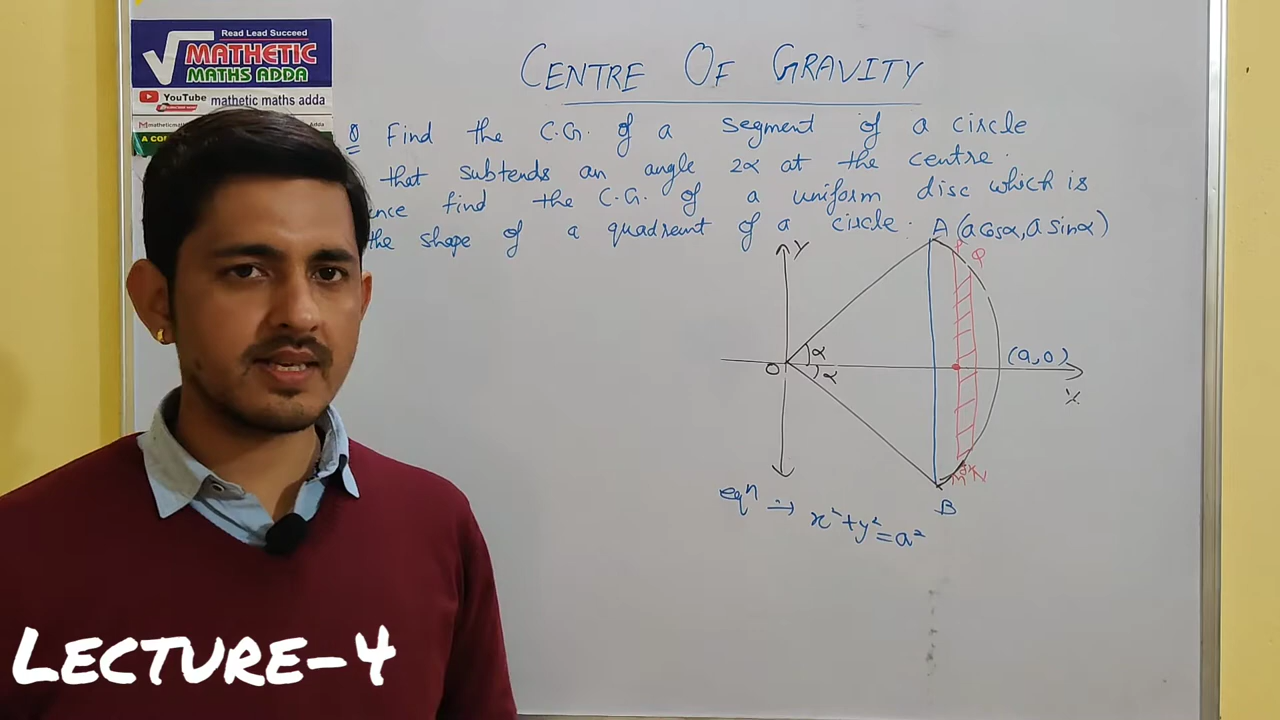 Read Lead Succeed
MATHETIC
MATHS ADDA
YouTube mathetic maths adda
CENTRE OF GRAVITY
Q Find the C.G. of a segment of a circle
that subtends an angle 2α at the centre.
ence find the C.G. of a uniform disc which is
the shape of a quadrant of a circle.
A (a cosα, a sinα)
Y
P
Q
α
O
α
(a,0)
X
M
N
B
eqⁿ → x²+y²=a²
LECTURE-4